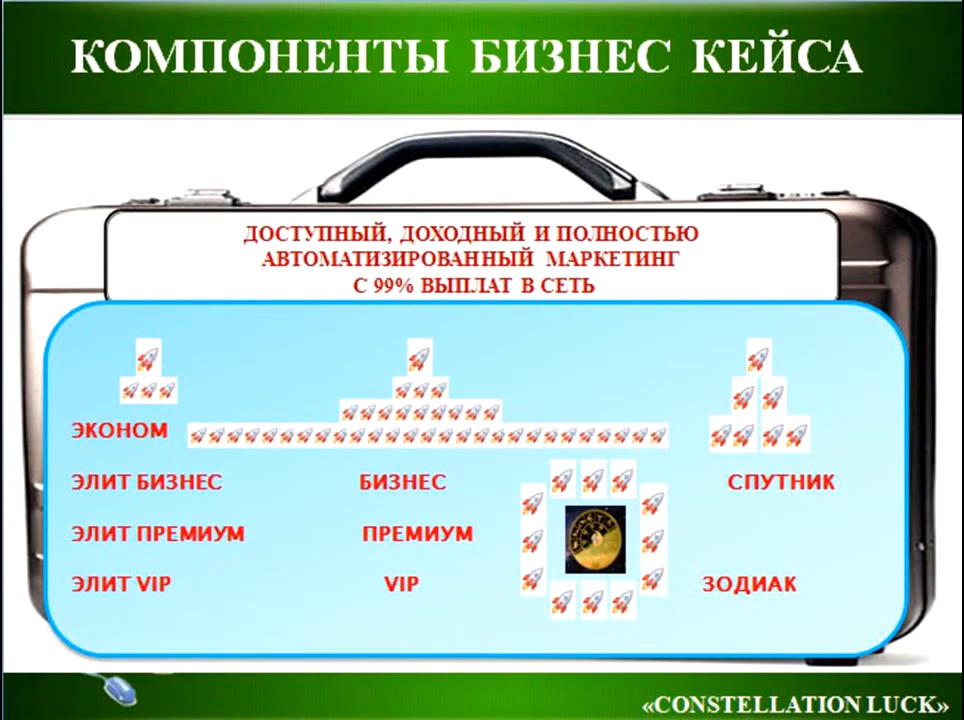 КОМПОНЕНТЫ БИЗНЕС КЕЙСА
ДОСТУПНЫЙ, ДОХОДНЫЙ И ПОЛНОСТЬЮ
АВТОМАТИЗИРОВАННЫЙ МАРКЕТИНГ
С 99% ВЫПЛАТ В СЕТЬ
ЭКОНОМ
ЭЛИТ БИЗНЕС БИЗНЕС СПУТНИК
ЭЛИТ ПРЕМИУМ ПРЕМИУМ
ЭЛИТ VIP VIP ЗОДИАК
«CONSTELLATION LUCK»